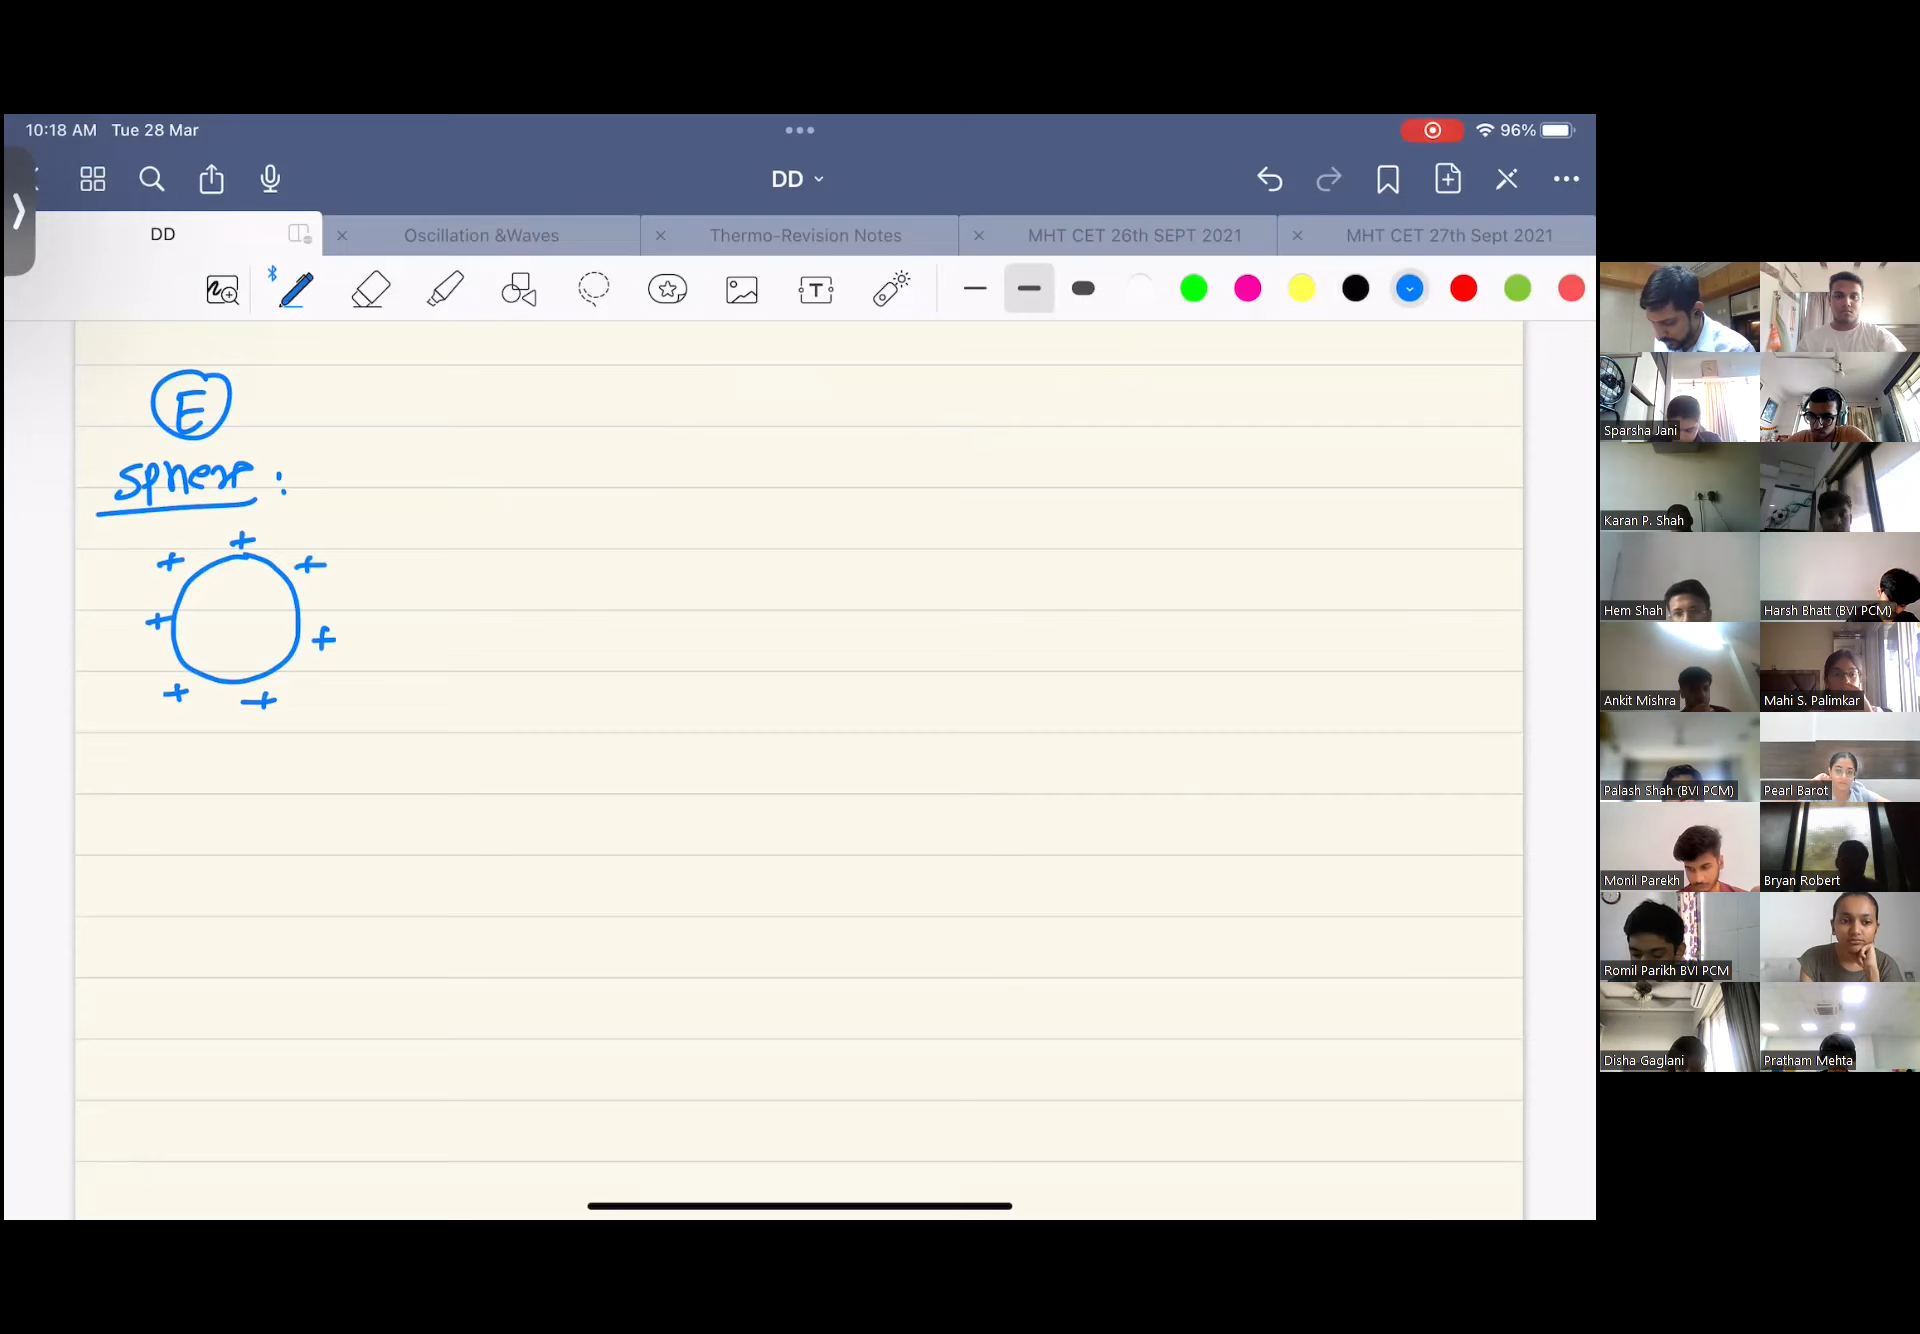 10:18 AM Tue 28 Mar
96%
DD
DD
Oscillation &Waves
Thermo-Revision Notes
MHT CET 26th SEPT 2021
MHT CET 27th Sept 2021
T
E
Sphere :
+ + +
+ +
+ +
Sparsha Jani
Karan P. Shah
Hem Shah
Harsh Bhatt (BVI PCM)
Ankit Mishra
Mahi S. Palimkar
Palash Shah (BVI PCM)
Pearl Barot
Monil Parekh
Bryan Robert
Romil Parikh BVI PCM
Disha Gaglani
Pratham Mehta